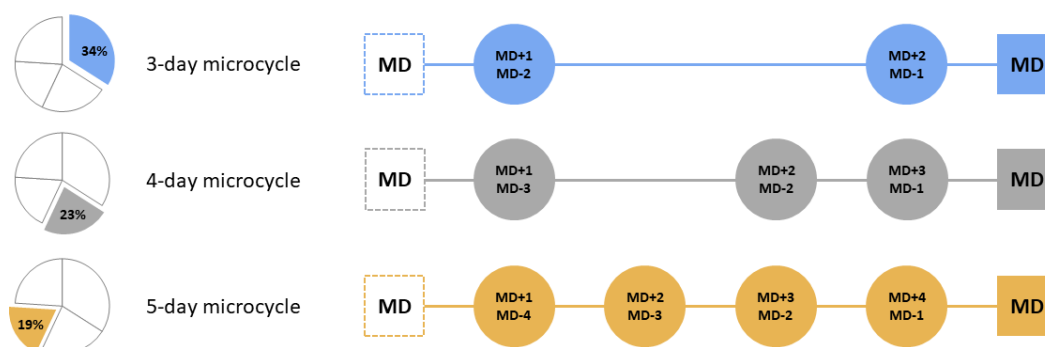 34%
3-day microcycle
MD
MD+1
MD-2
MD+2
MD-1
MD
23%
4-day microcycle
MD
MD+1
MD-3
MD+2
MD-2
MD+3
MD-1
MD
19%
5-day microcycle
MD
MD+1
MD-4
MD+2
MD-3
MD+3
MD-2
MD+4
MD-1
MD